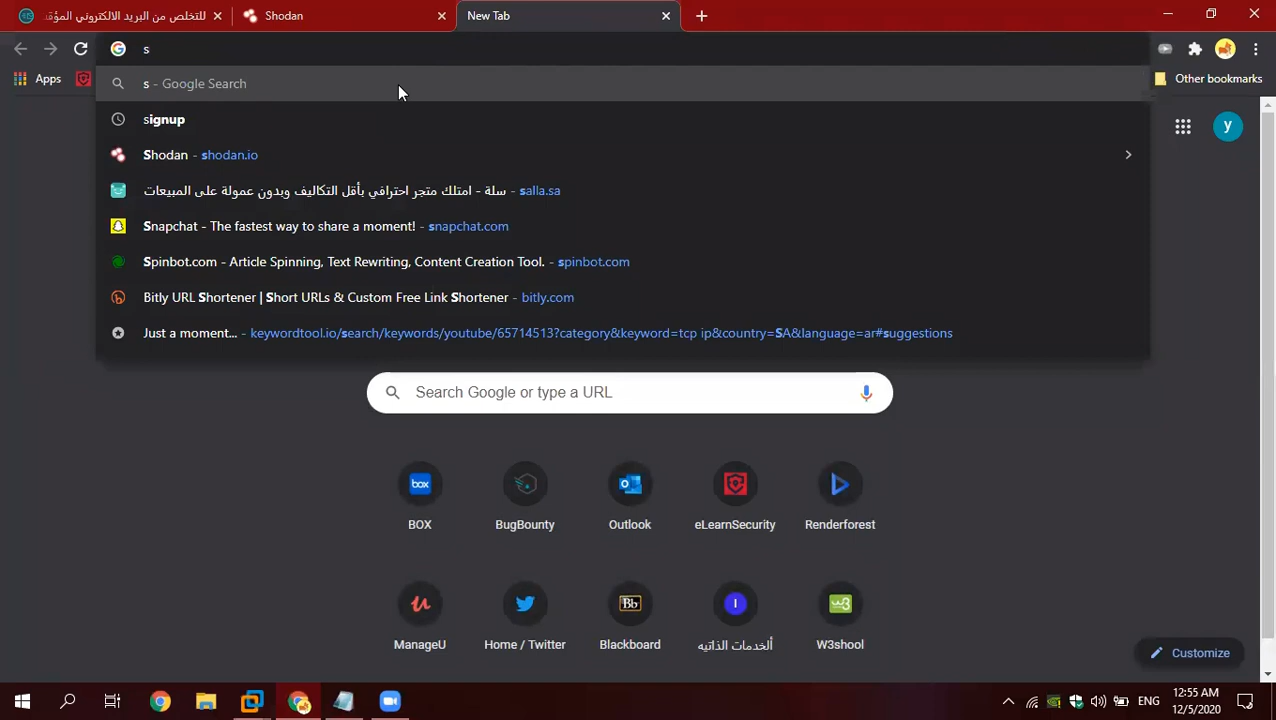 للتخلص من البريد الالكتروني المؤقت
Shodan
New Tab
s
Apps
Other bookmarks
s - Google Search
signup
Shodan - shodan.io
سلة - امتلك متجر احترافي بأقل التكاليف وبدون عمولة على المبيعات - salla.sa
Snapchat - The fastest way to share a moment! - snapchat.com
Spinbot.com - Article Spinning, Text Rewriting, Content Creation Tool. - spinbot.com
Bitly URL Shortener | Short URLs & Custom Free Link Shortener - bitly.com
Just a moment... - keywordtool.io/search/keywords/youtube/65714513?category&keyword=tcp ip&country=SA&language=ar#suggestions
y
Search Google or type a URL
box
BOX
BugBounty
Outlook
eLearnSecurity
Renderforest
Bb
I
w3
ManageU
Home / Twitter
Blackboard
ألخدمات الذاتيه
W3shool
Customize
ENG
12:55 AM
12/5/2020